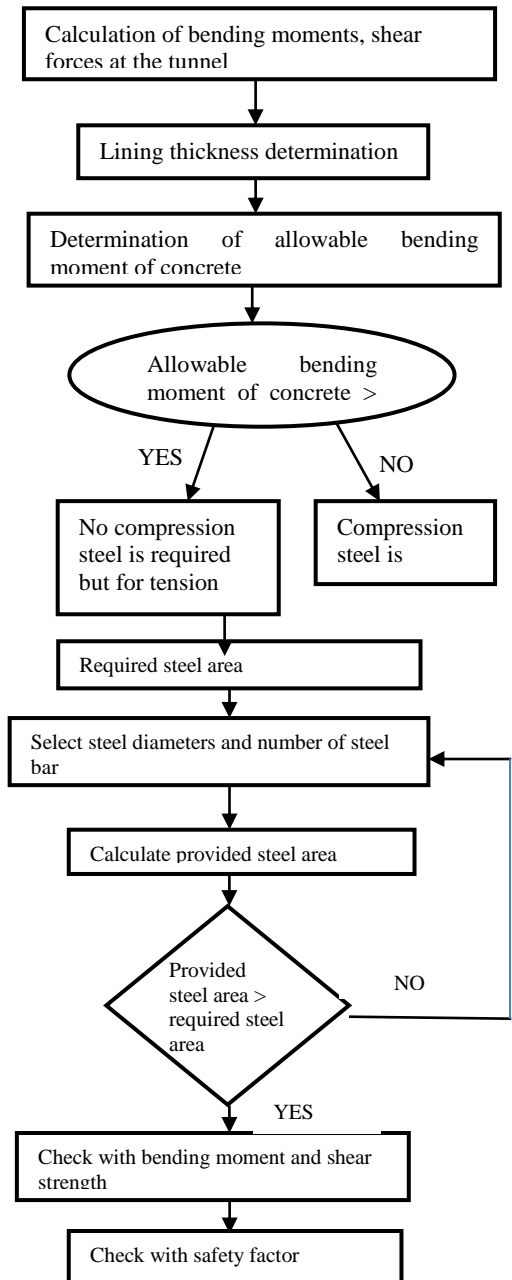 Calculation of bending moments, shear
forces at the tunnel
Lining thickness determination
Determination of allowable bending
moment of concrete
Allowable bending
moment of concrete >
YES
NO
No compression
steel is required
but for tension
Compression
steel is
Required steel area
Select steel diameters and number of steel
bar
Calculate provided steel area
Provided
steel area >
required steel
area
NO
YES
Check with bending moment and shear
strength
Check with safety factor